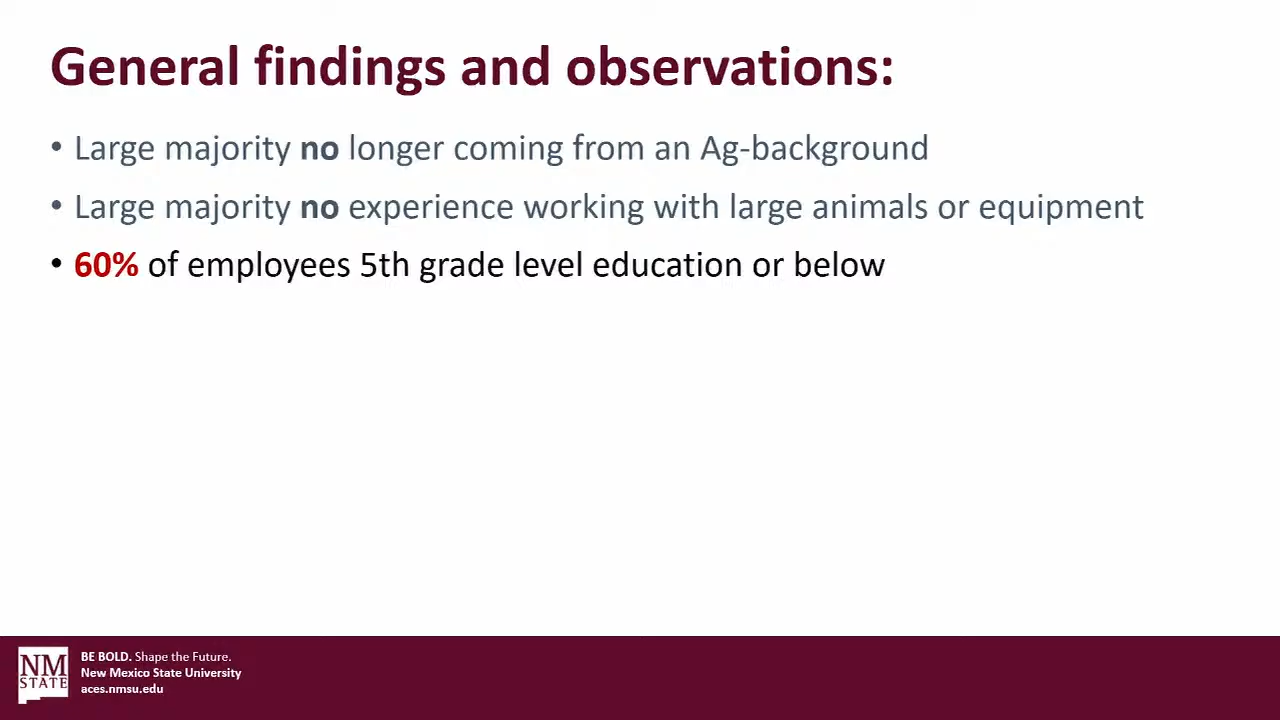 General findings and observations:
• Large majority no longer coming from an Ag-background
• Large majority no experience working with large animals or equipment
• 60% of employees 5th grade level education or below
NM
STATE
BE BOLD. Shape the Future.
New Mexico State University
aces.nmsu.edu